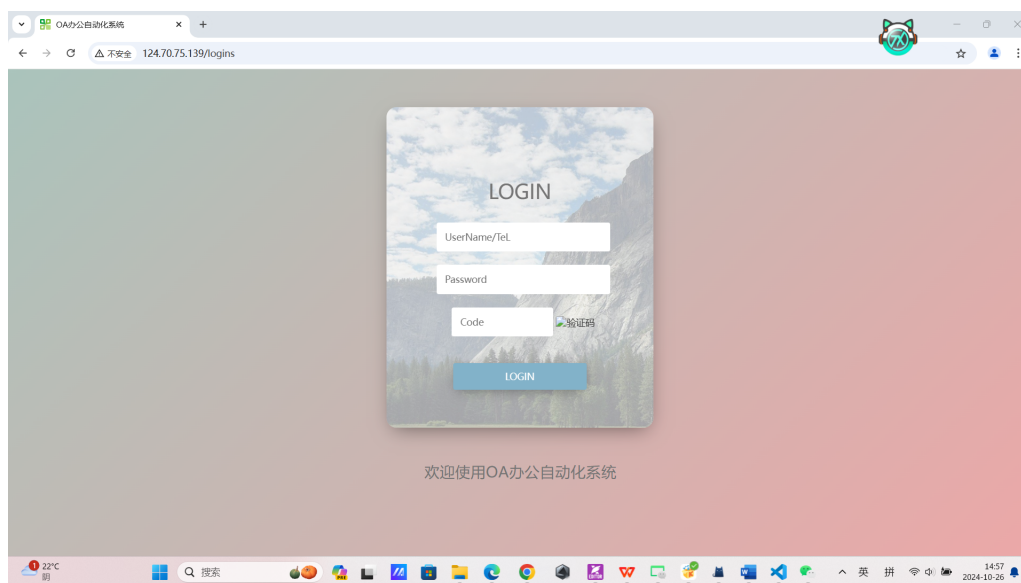 OA办公自动化系统
不安全
124.70.75.139/logins
LOGIN
UserName/TeL
Password
Code
验证码
LOGIN
欢迎使用OA办公自动化系统
1
22°C
阴
搜索
英
拼
14:57
2024-10-26